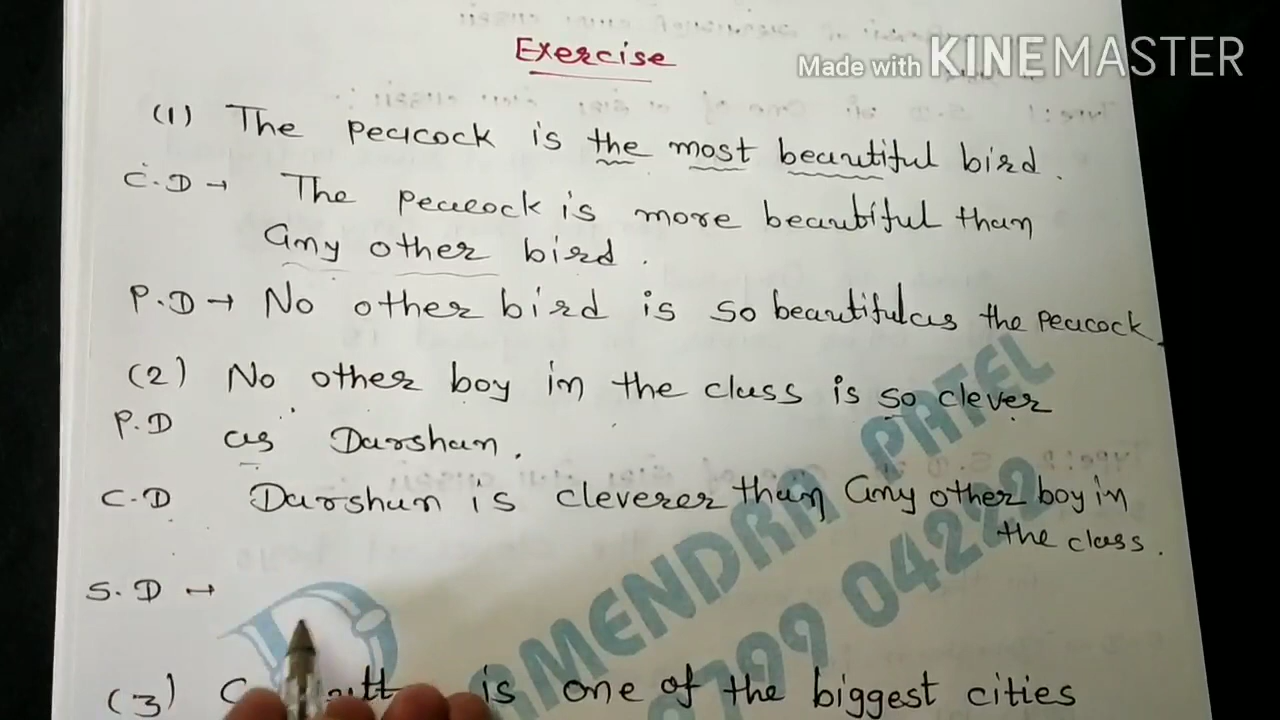 Exercise
Made with KINEMASTER
(1) The peacock is the most beautiful bird.
C.D → The peacock is more beautiful than
any other bird.
P.D → No other bird is so beautiful as the peacock.
(2) No other boy in the class is so clever
P.D as Darshan.
C.D Darshan is cleverer than any other boy in
the class.
S.D →
(3) is one of the biggest cities
PATEL
04222